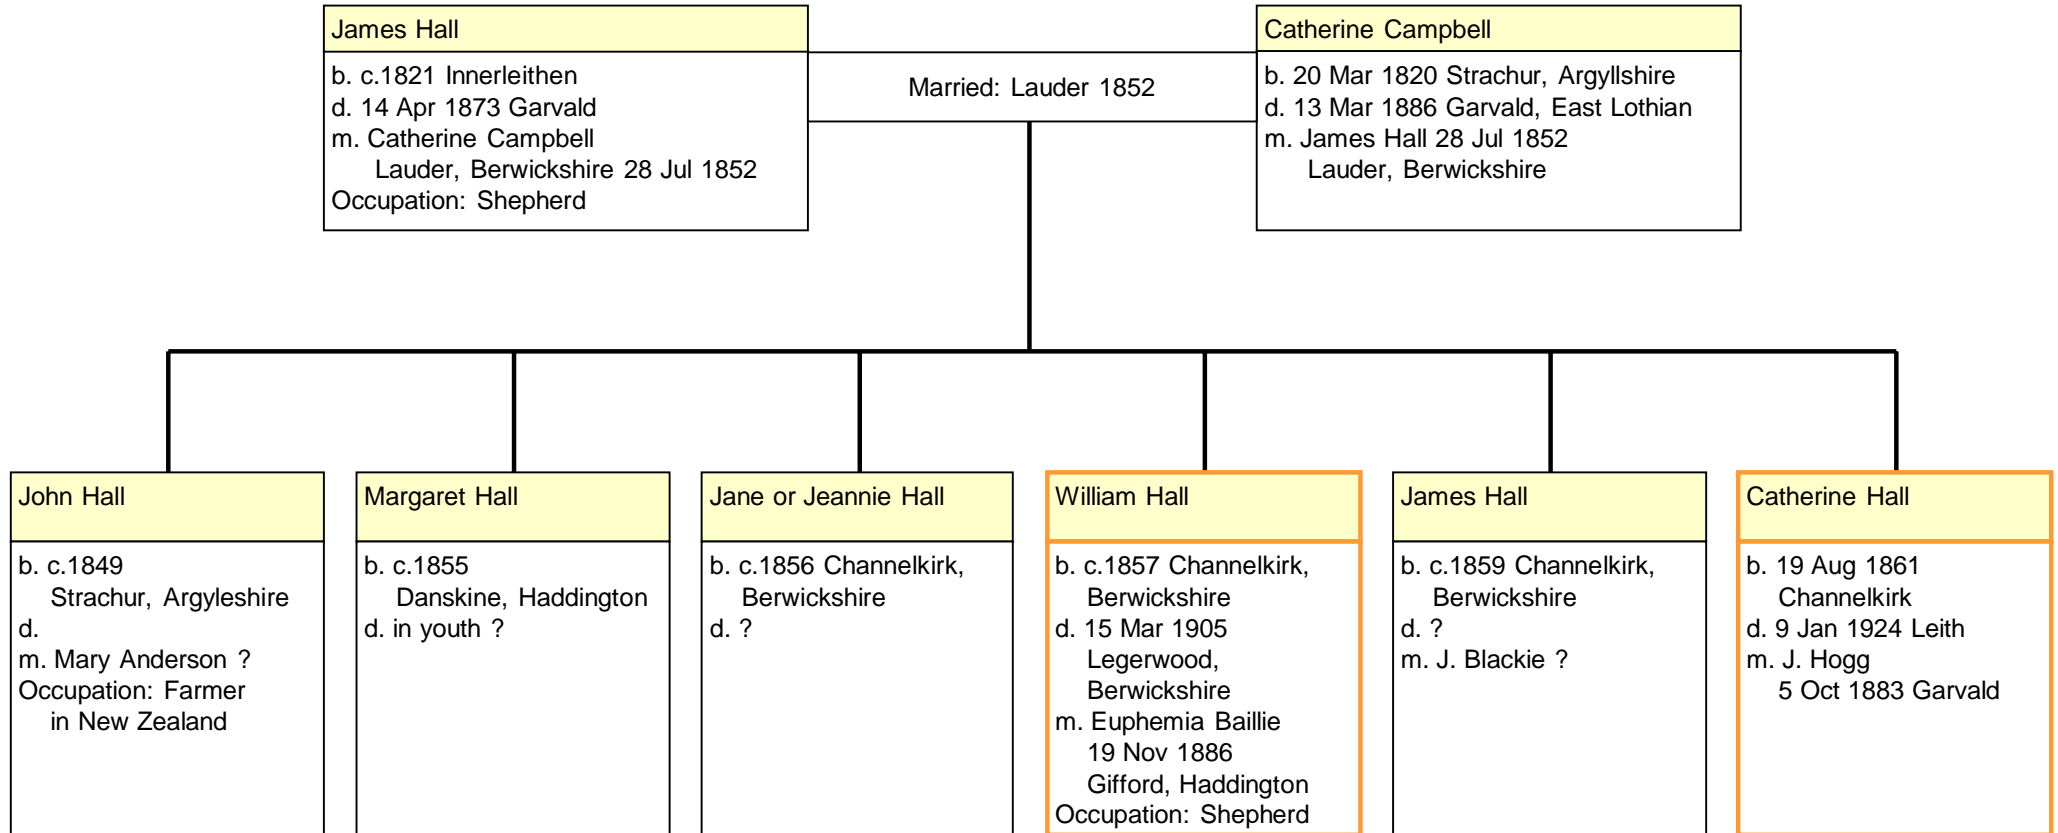 James Hall
b. c.1821 Innerleithen
d. 14 Apr 1873 Garvald
m. Catherine Campbell
Lauder, Berwickshire 28 Jul 1852
Occupation: Shepherd
Married: Lauder 1852
Catherine Campbell
b. 20 Mar 1820 Strachur, Argyllshire
d. 13 Mar 1886 Garvald, East Lothian
m. James Hall 28 Jul 1852
Lauder, Berwickshire
John Hall
b. c.1849
Strachur, Argyleshire
d.
m. Mary Anderson ?
Occupation: Farmer
in New Zealand
Margaret Hall
b. c.1855
Danskine, Haddington
d. in youth ?
Jane or Jeannie Hall
b. c.1856 Channelkirk,
Berwickshire
d. ?
William Hall
b. c.1857 Channelkirk,
Berwickshire
d. 15 Mar 1905
Legerwood,
Berwickshire
m. Euphemia Baillie
19 Nov 1886
Gifford, Haddington
Occupation: Shepherd
James Hall
b. c.1859 Channelkirk,
Berwickshire
d. ?
m. J. Blackie ?
Catherine Hall
b. 19 Aug 1861
Channelkirk
d. 9 Jan 1924 Leith
m. J. Hogg
5 Oct 1883 Garvald